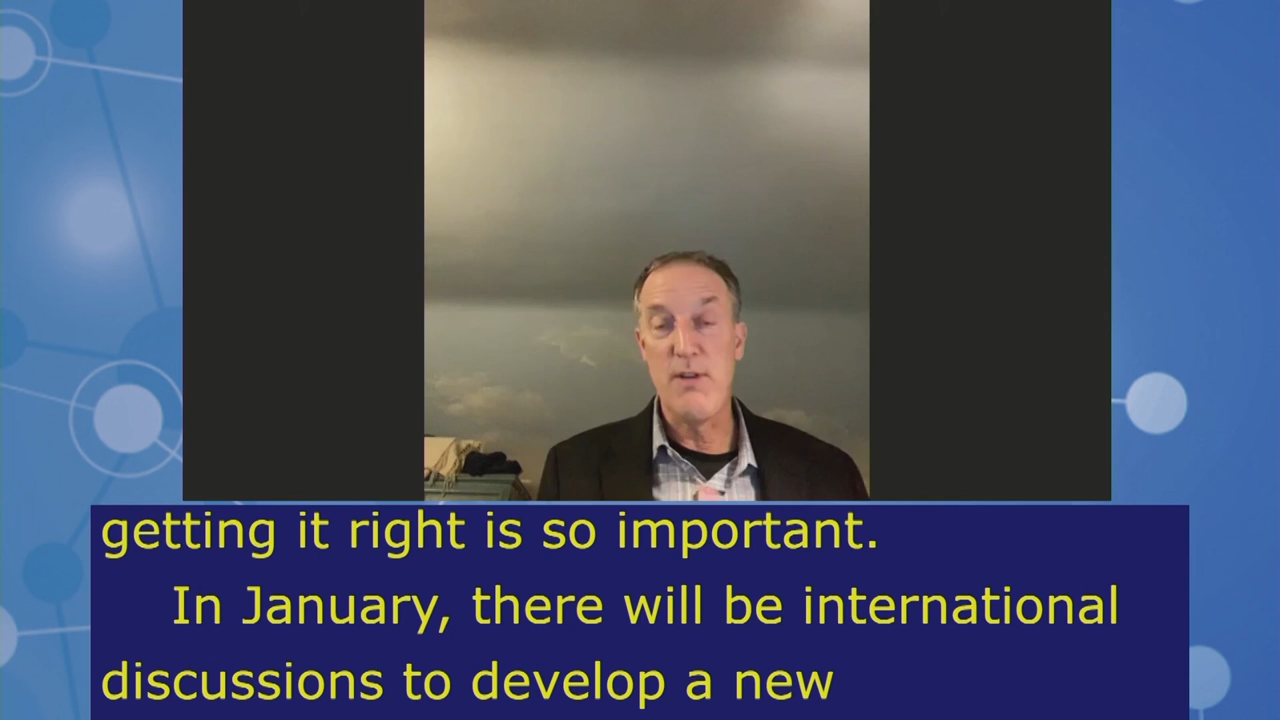 getting it right is so important.
In January, there will be international
discussions to develop a new